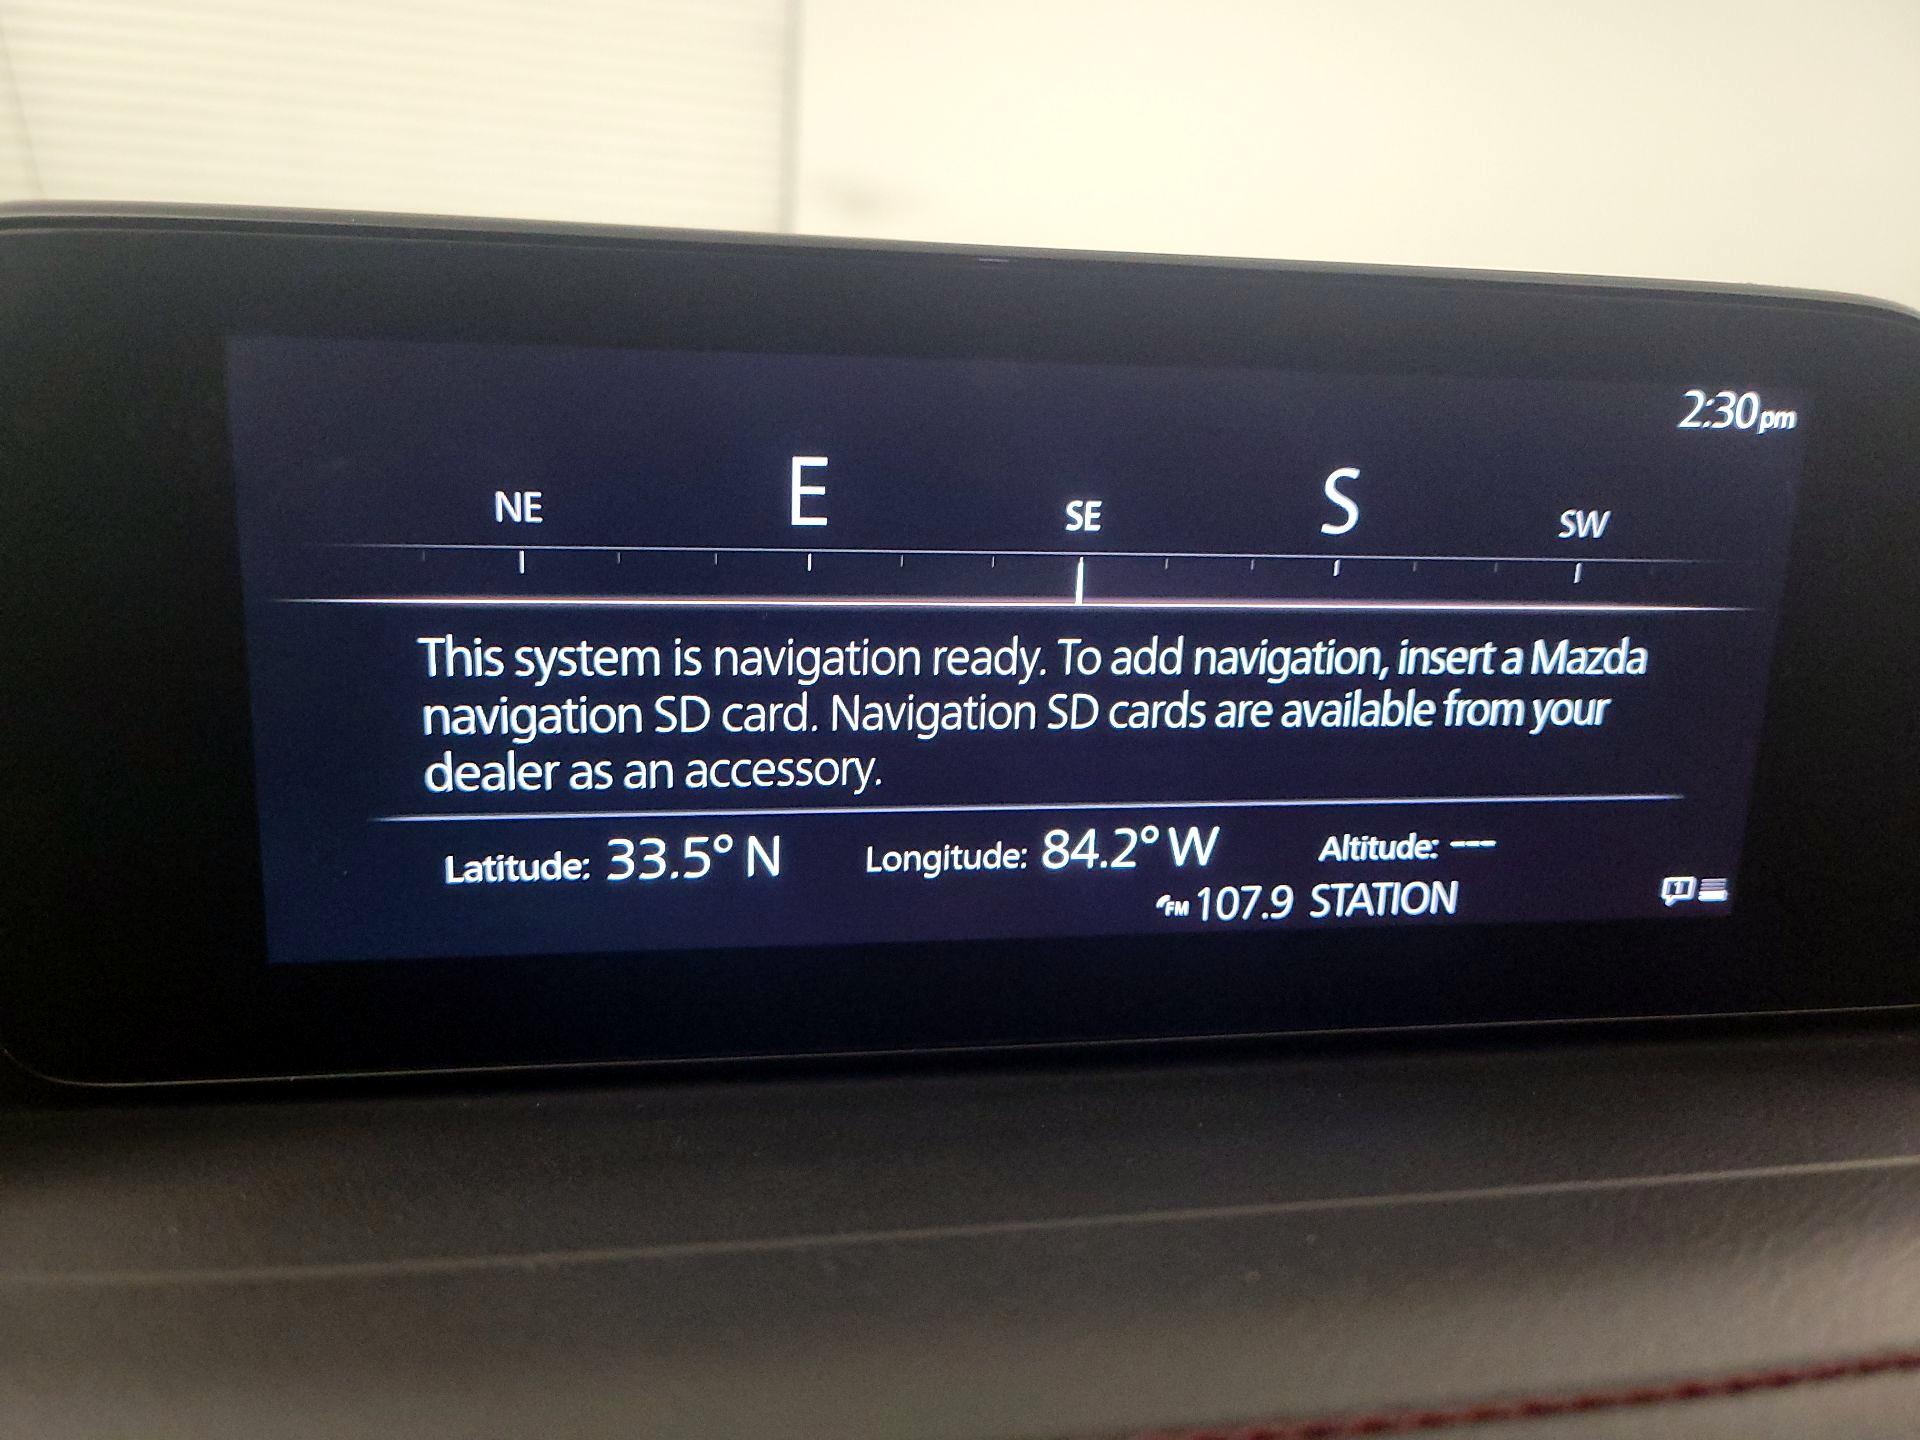 2:30pm
NE E SE S SW
This system is navigation ready. To add navigation, insert a Mazda
navigation SD card. Navigation SD cards are available from your
dealer as an accessory.
Latitude: 33.5° N Longitude: 84.2° W Altitude: ---
FM 107.9 STATION
1